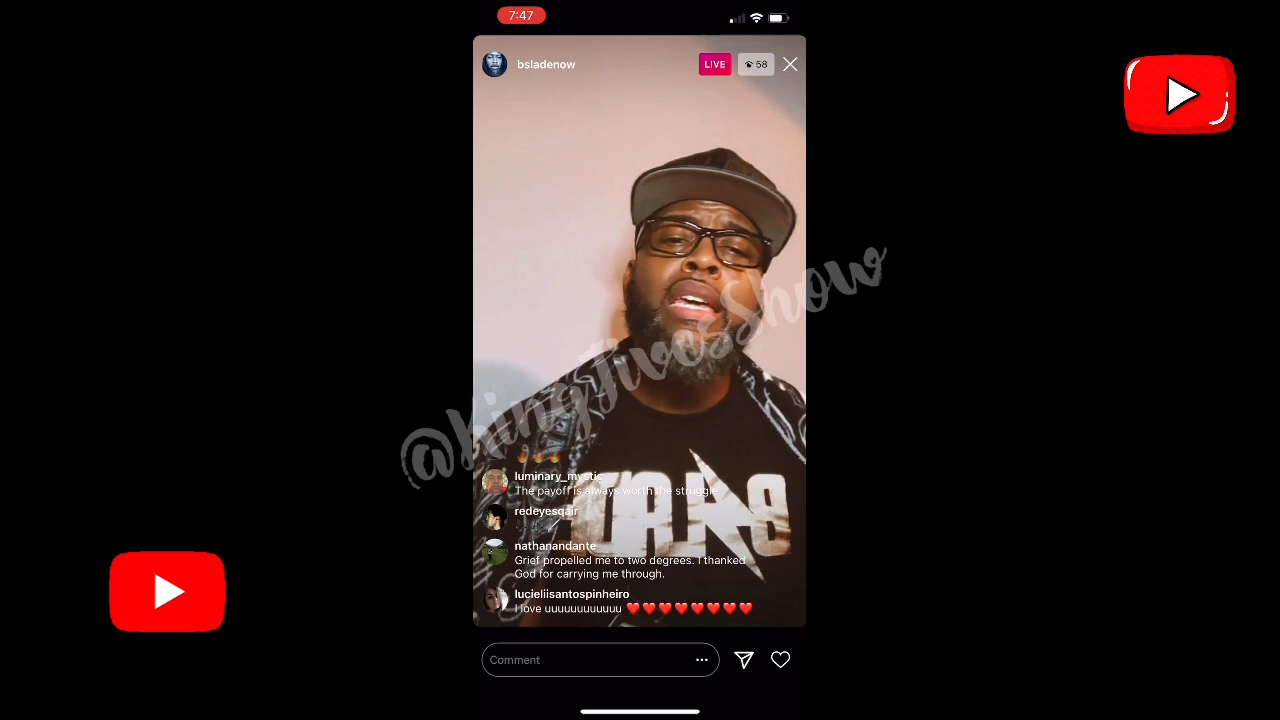 7:47
bsladenow
LIVE
58
@KingFivesShow
luminary_mystic
The payoff is always worth the struggle
redeyesqair
nathanandante
Grief propelled me to two degrees. I thanked
God for carrying me through.
lucieliisantospinheiro
I love uuuuuuuuuuuu ❤️❤️❤️❤️❤️❤️❤️❤️
Comment